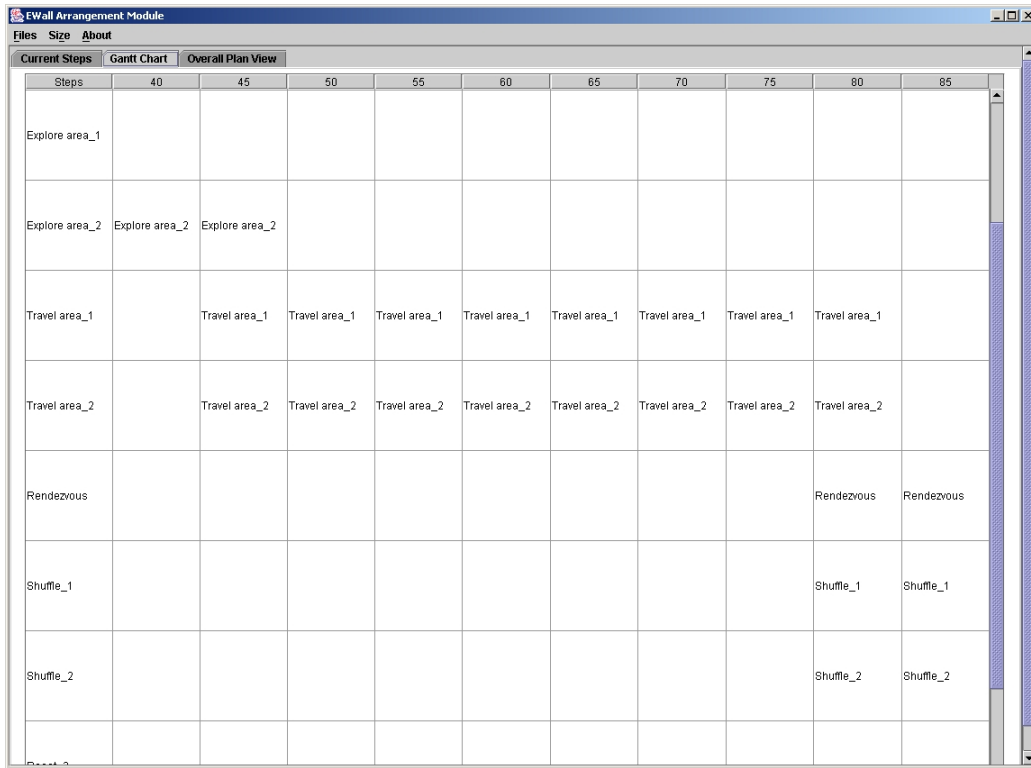 EWall Arrangement Module
Files Size About
Current Steps Gantt Chart Overall Plan View
Steps 40 45 50 55 60 65 70 75 80 85
Explore area_1
Explore area_2 Explore area_2 Explore area_2
Travel area_1 Travel area_1 Travel area_1 Travel area_1 Travel area_1 Travel area_1 Travel area_1 Travel area_1 Travel area_1
Travel area_2 Travel area_2 Travel area_2 Travel area_2 Travel area_2 Travel area_2 Travel area_2 Travel area_2 Travel area_2
Rendezvous Rendezvous Rendezvous
Shuffle_1 Shuffle_1 Shuffle_1
Shuffle_2 Shuffle_2 Shuffle_2